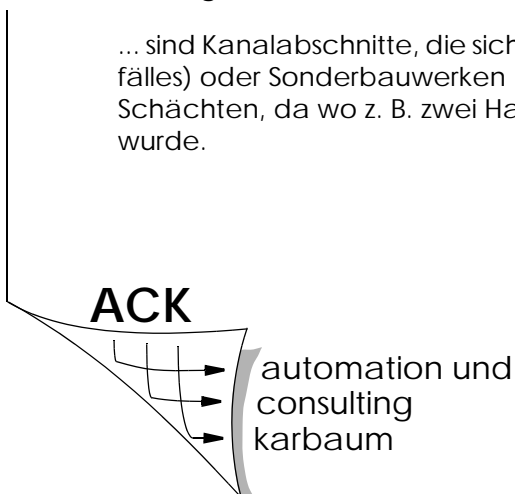 ... sind Kanalabschnitte, die sich
fälles) oder Sonderbauwerken
Schächten, da wo z. B. zwei Ha
wurde.
ACK
automation und
consulting
karbaum